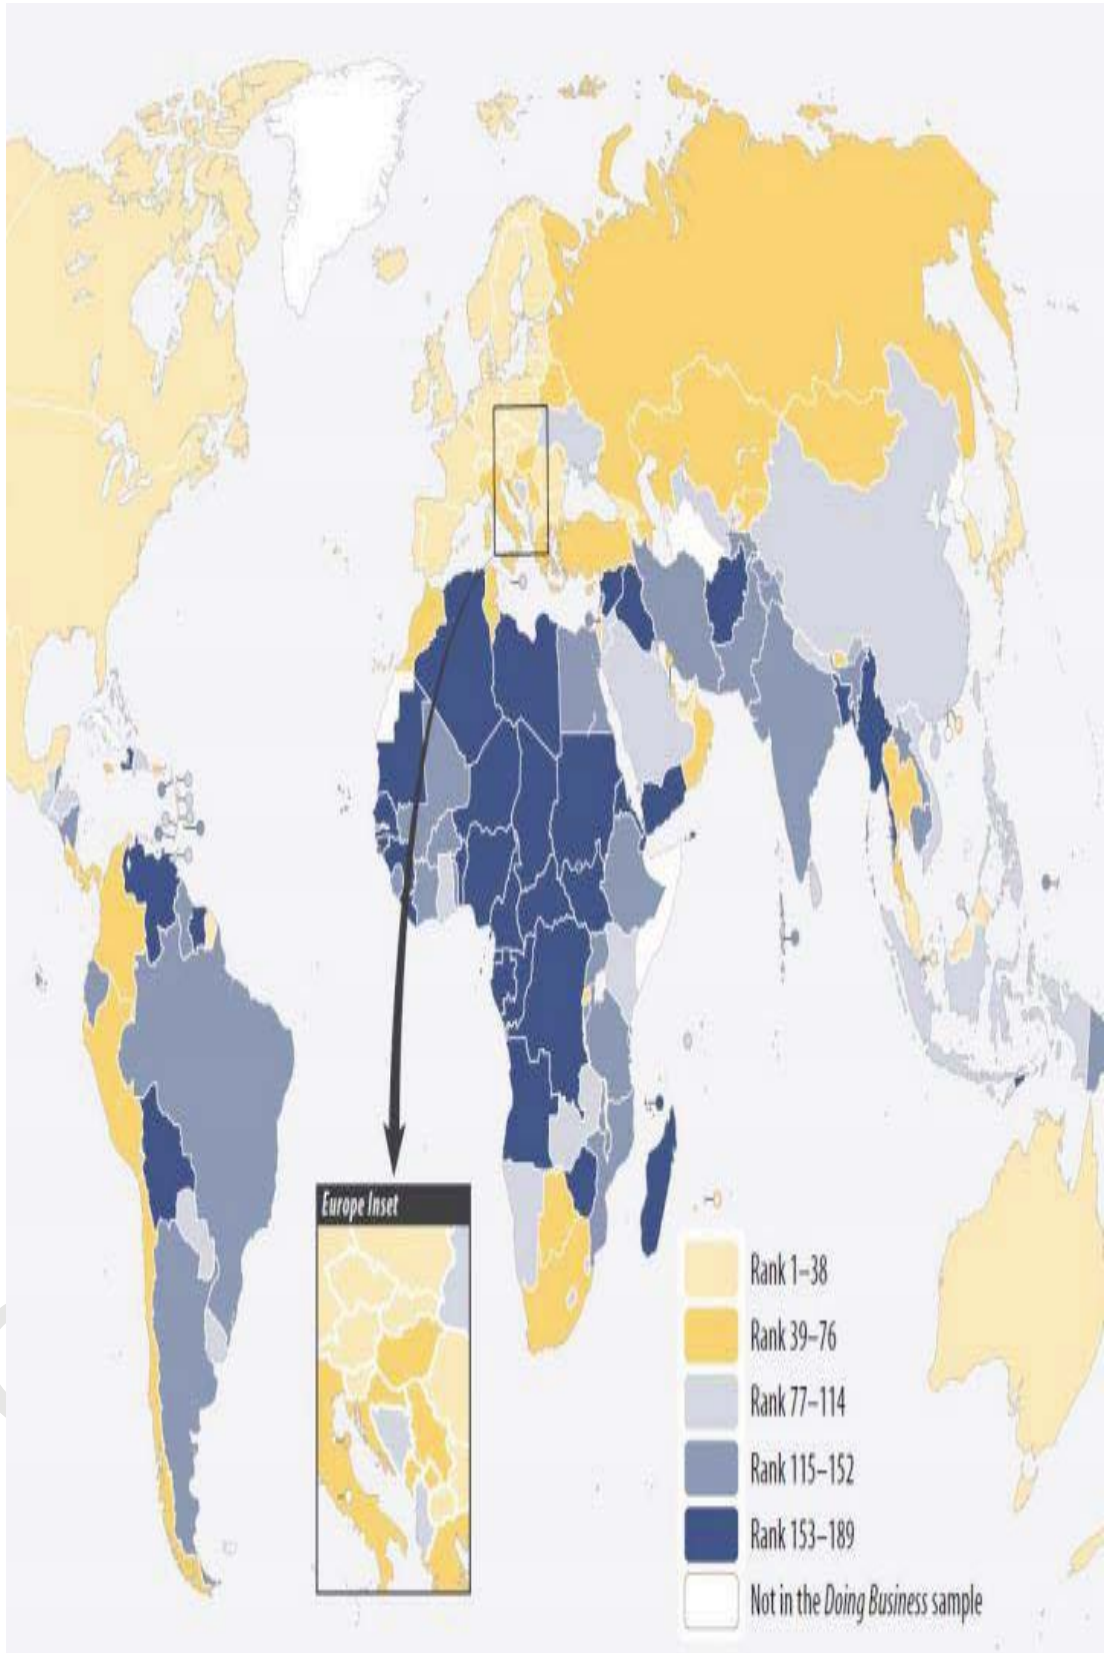 Europe Inset
Rank 1–38
Rank 39–76
Rank 77–114
Rank 115–152
Rank 153–189
Not in the Doing Business sample